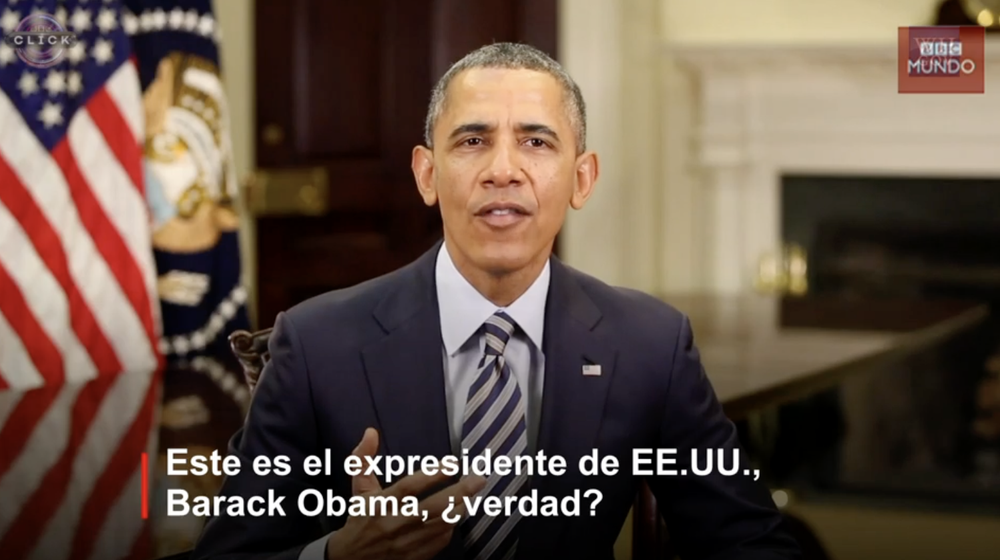 CLICK
BBC
MUNDO
Este es el expresidente de EE.UU.,
Barack Obama, ¿verdad?